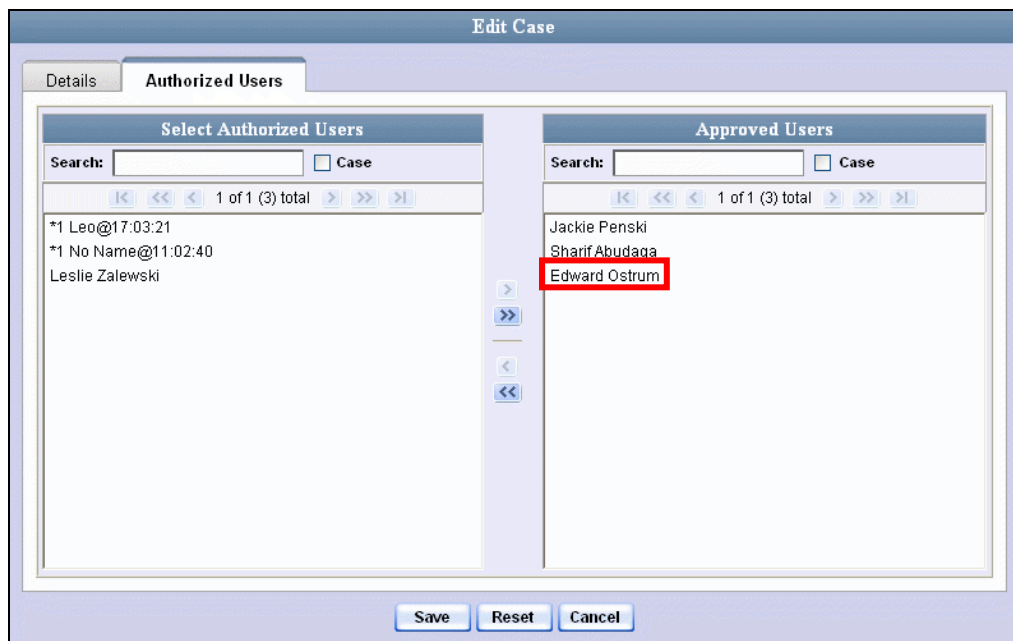 Edit Case
Details Authorized Users
Select Authorized Users
Search: Case
1 of 1 (3) total
*1 Leo@17:03:21
*1 No Name@11:02:40
Leslie Zalewski
Approved Users
Search: Case
1 of 1 (3) total
Jackie Penski
Sharif Abudaqa
Edward Ostrum
Save Reset Cancel